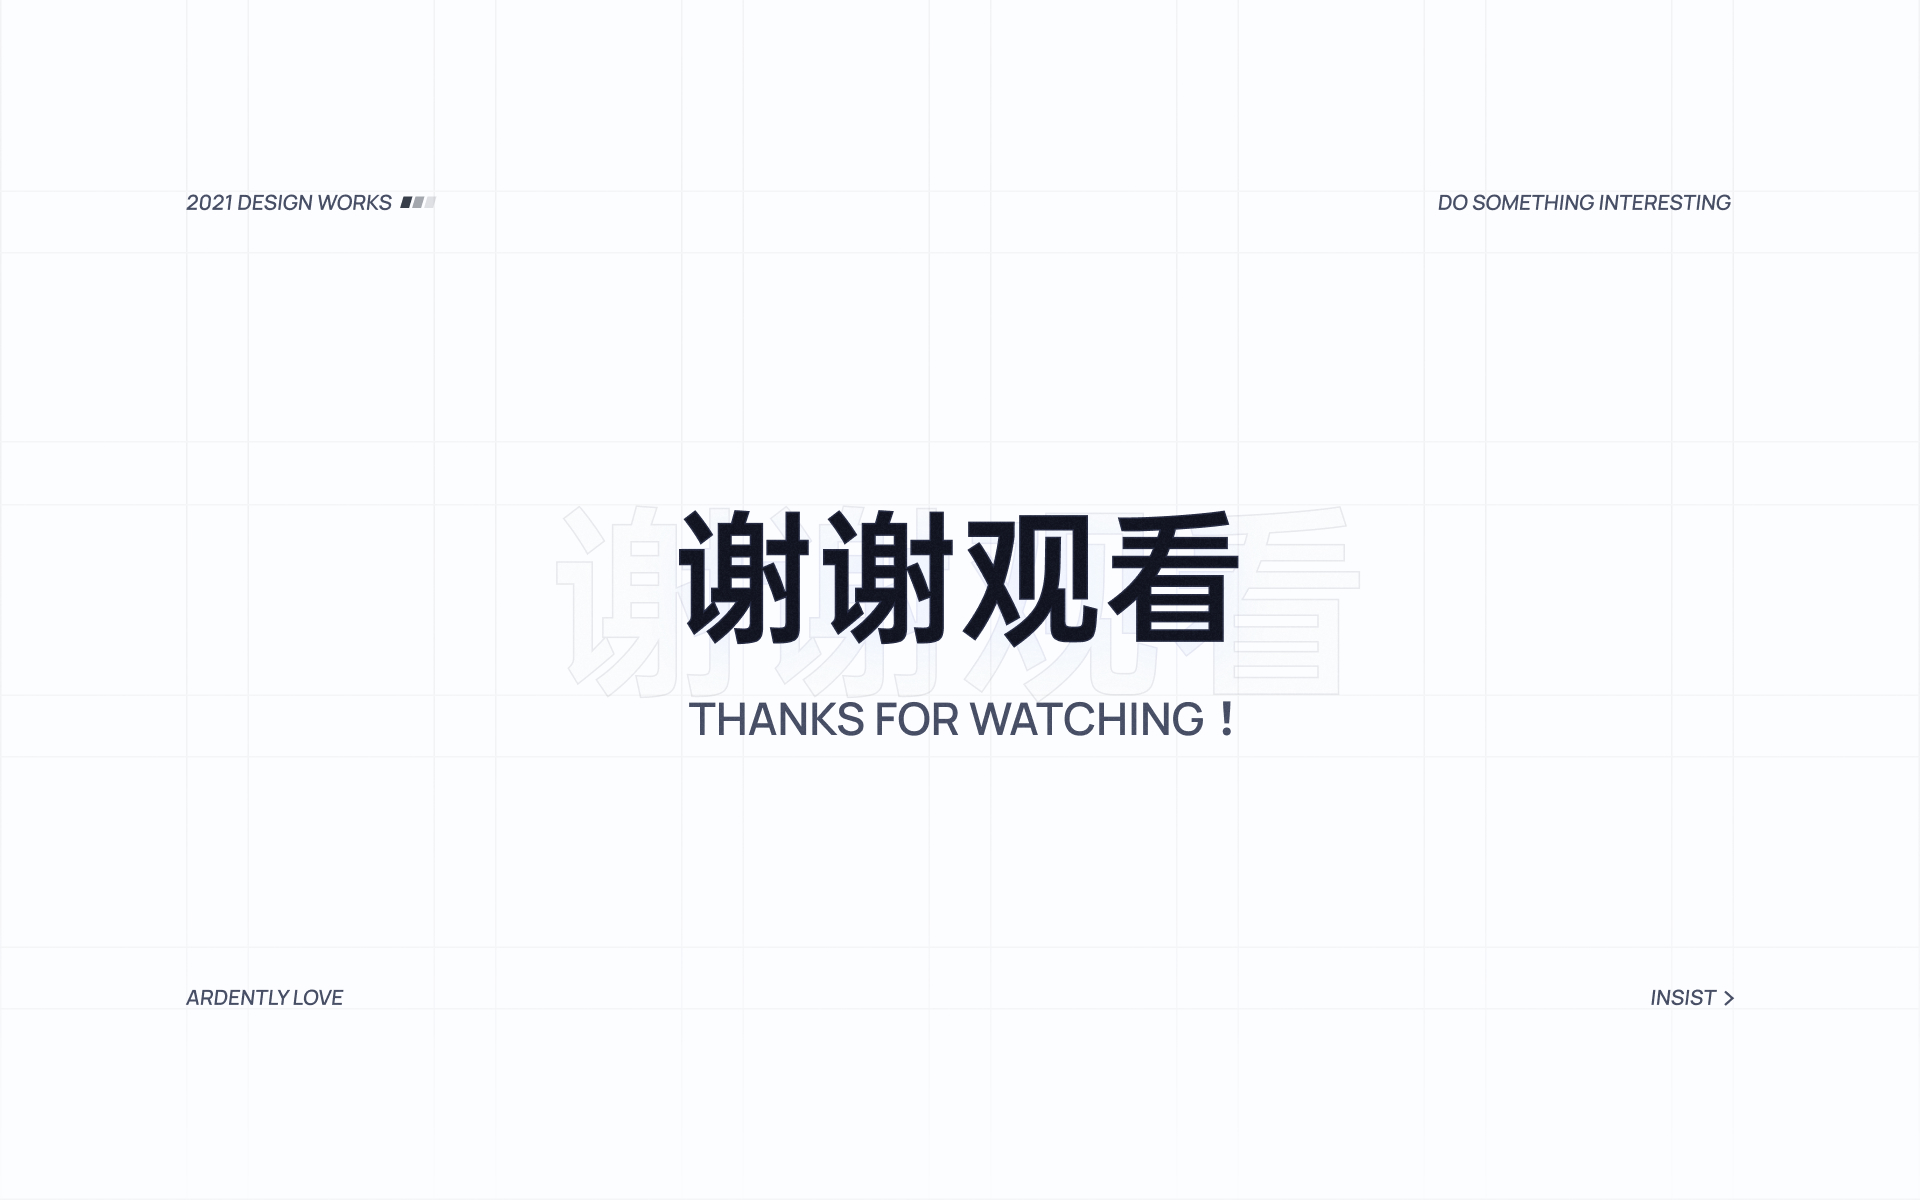 2021 DESIGN WORKS
DO SOMETHING INTERESTING
谢谢观看
谢谢观看
THANKS FOR WATCHING！
ARDENTLY LOVE
INSIST >